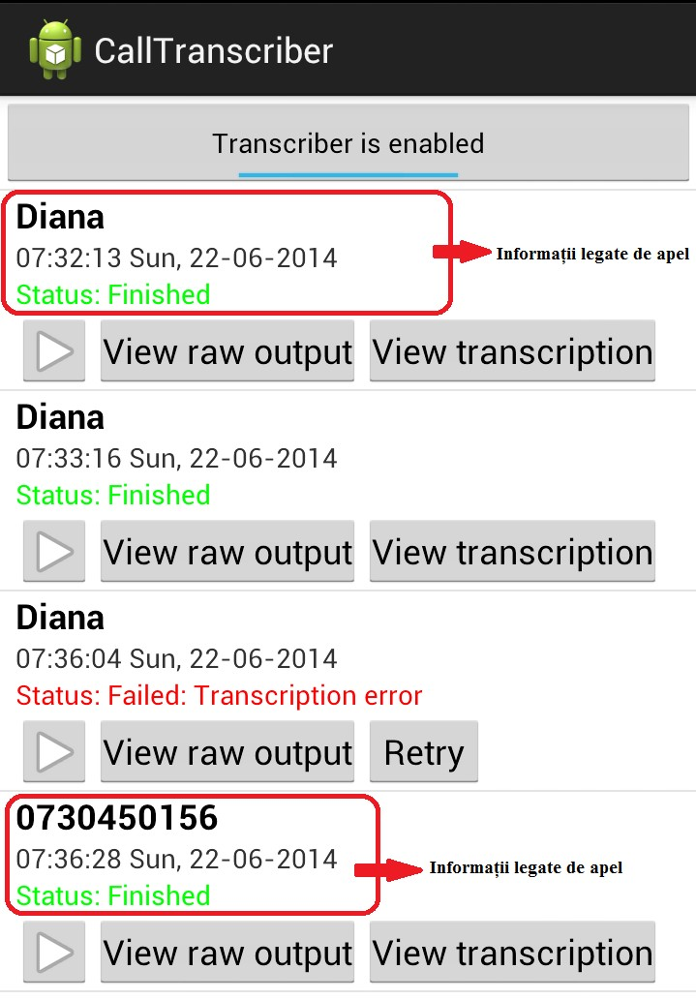 CallTranscriber
Transcriber is enabled
Diana
07:32:13 Sun, 22-06-2014
Status: Finished
Informații legate de apel
View raw output View transcription
Diana
07:33:16 Sun, 22-06-2014
Status: Finished
View raw output View transcription
Diana
07:36:04 Sun, 22-06-2014
Status: Failed: Transcription error
View raw output Retry
0730450156
07:36:28 Sun, 22-06-2014
Status: Finished
Informații legate de apel
View raw output View transcription